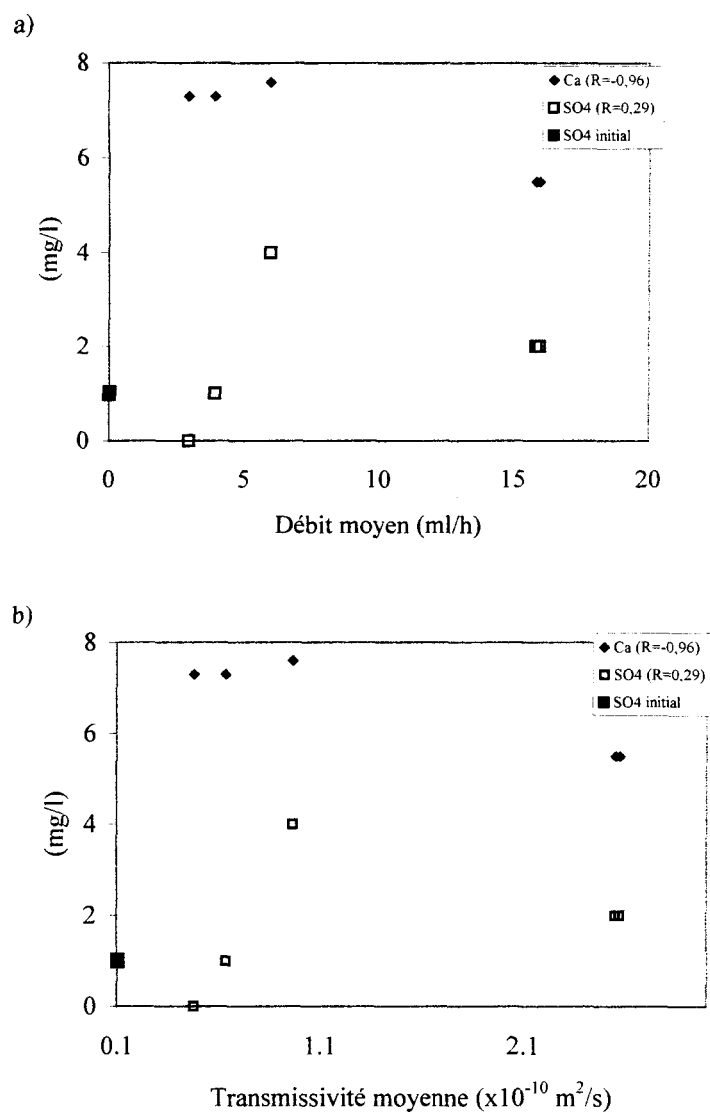 a)
8
6
4
2
0
(mg/l)
Ca (R=-0,96)
SO4 (R=0,29)
SO4 initial
0 5 10 15 20
Débit moyen (ml/h)
b)
8
6
4
2
0
(mg/l)
Ca (R=-0,96)
SO4 (R=0,29)
SO4 initial
0.1 1.1 2.1
Transmissivité moyenne (x10⁻¹⁰ m²/s)